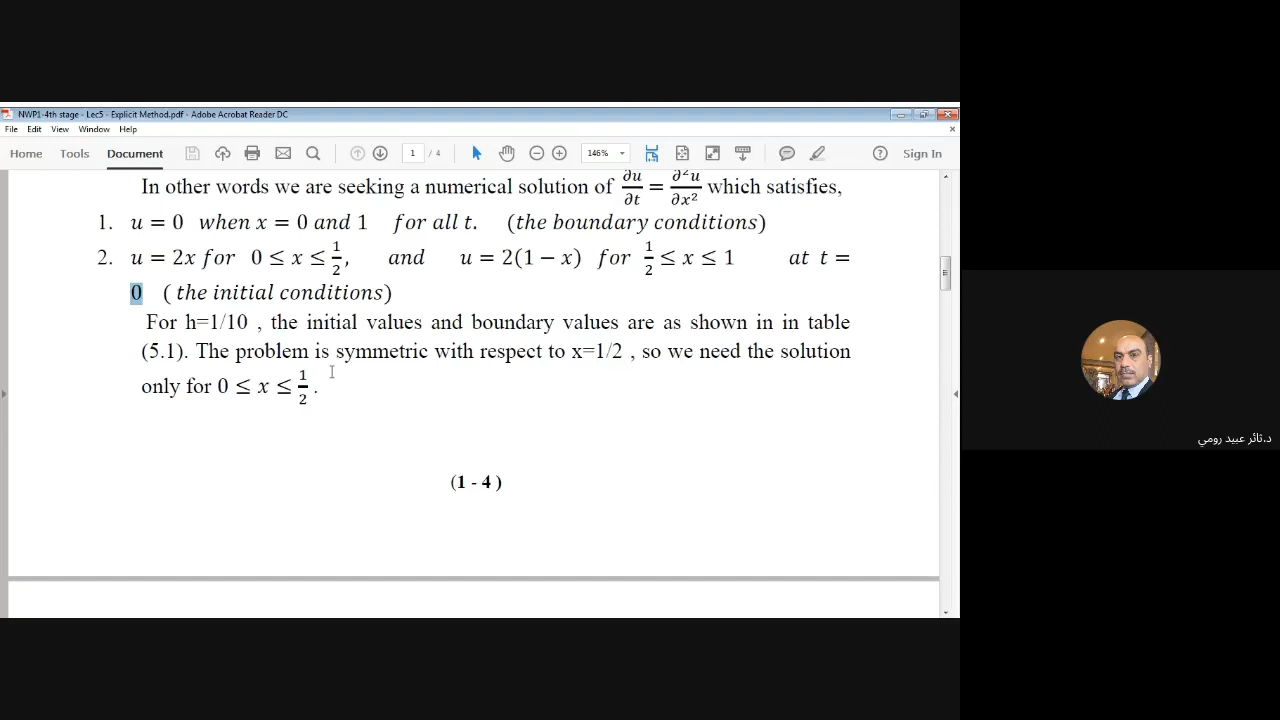 NWP1-4th stage - Lec5 - Explicit Method.pdf - Adobe Acrobat Reader DC
File Edit View Window Help
Home Tools Document 1 / 4 146% Sign In
In other words we are seeking a numerical solution of ∂u/∂t = ∂²u/∂x² which satisfies,
1. u = 0 when x = 0 and 1 for all t. (the boundary conditions)
2. u = 2x for 0 ≤ x ≤ 1/2, and u = 2(1 − x) for 1/2 ≤ x ≤ 1 at t =
0 ( the initial conditions)
For h=1/10 , the initial values and boundary values are as shown in in table
(5.1). The problem is symmetric with respect to x=1/2 , so we need the solution
only for 0 ≤ x ≤ 1/2 .
(1 - 4 )
د.ثائر عبيد رومي